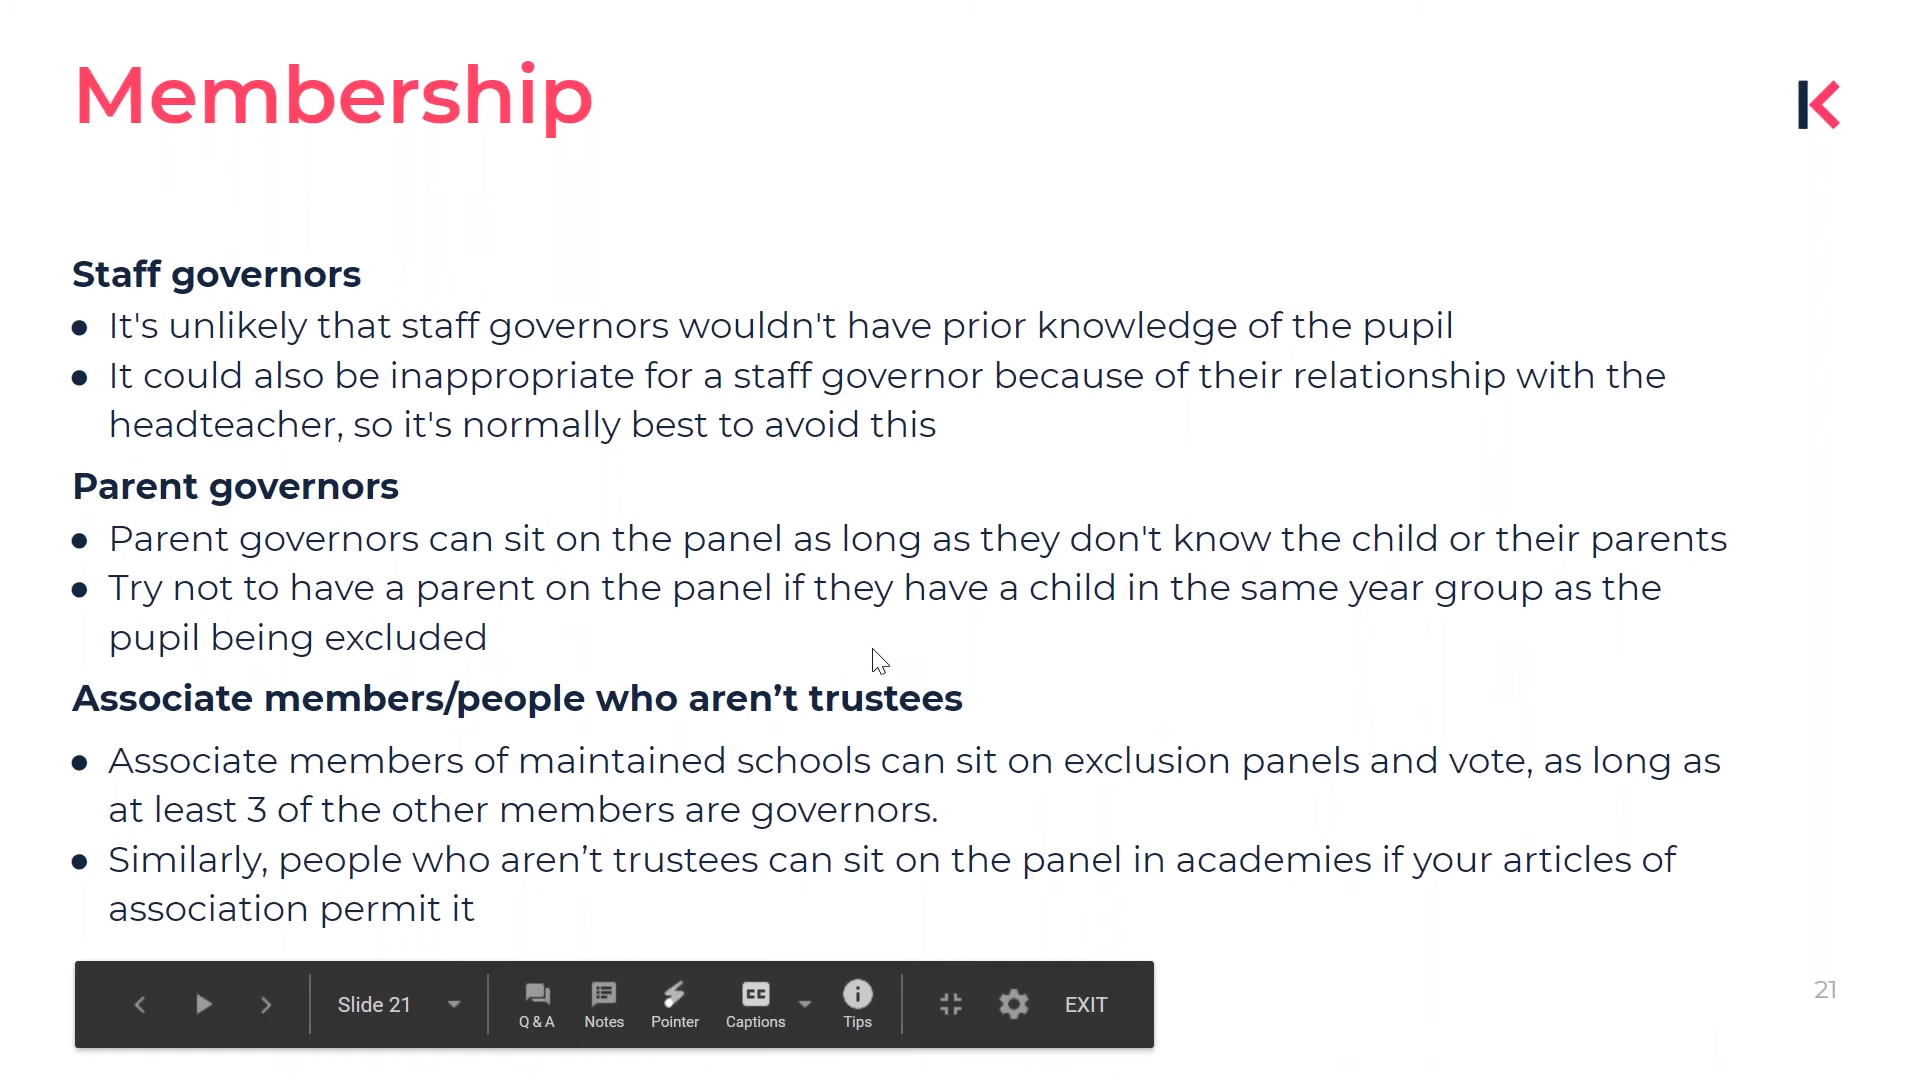 Membership
Staff governors
● It's unlikely that staff governors wouldn't have prior knowledge of the pupil
● It could also be inappropriate for a staff governor because of their relationship with the
headteacher, so it's normally best to avoid this
Parent governors
● Parent governors can sit on the panel as long as they don't know the child or their parents
● Try not to have a parent on the panel if they have a child in the same year group as the
pupil being excluded
Associate members/people who aren’t trustees
● Associate members of maintained schools can sit on exclusion panels and vote, as long as
at least 3 of the other members are governors.
● Similarly, people who aren’t trustees can sit on the panel in academies if your articles of
association permit it
21
Slide 21
Q & A
Notes
Pointer
CC
Captions
Tips
EXIT